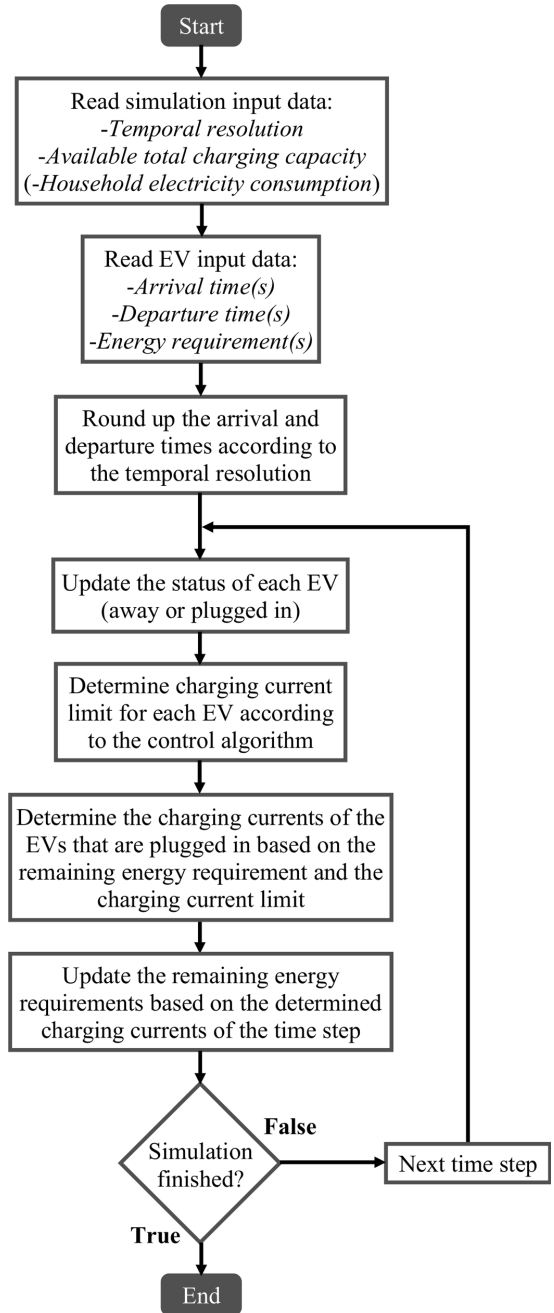 Start
Read simulation input data:
-Temporal resolution
-Available total charging capacity
(-Household electricity consumption)
Read EV input data:
-Arrival time(s)
-Departure time(s)
-Energy requirement(s)
Round up the arrival and
departure times according to
the temporal resolution
Update the status of each EV
(away or plugged in)
Determine charging current
limit for each EV according
to the control algorithm
Determine the charging currents of the
EVs that are plugged in based on the
remaining energy requirement and the
charging current limit
Update the remaining energy
requirements based on the determined
charging currents of the time step
Simulation
finished?
False
Next time step
True
End